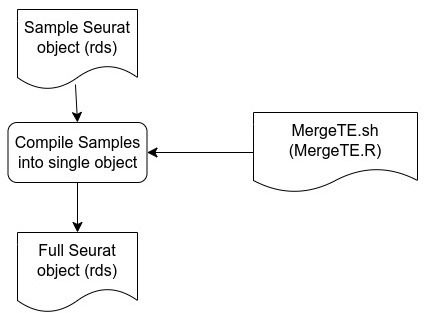 Sample Seurat
object (rds)
Compile Samples
into single object
MergeTE.sh
(MergeTE.R)
Full Seurat
object (rds)